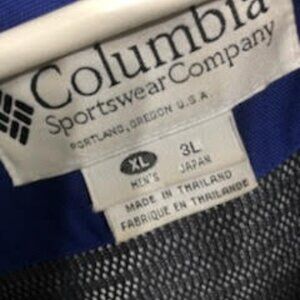 Columbia
Sportswear Company
PORTLAND, OREGON U.S.A.
XL 3L
MEN'S JAPAN
MADE IN THAILAND
FABRIQUE EN THAILANDE